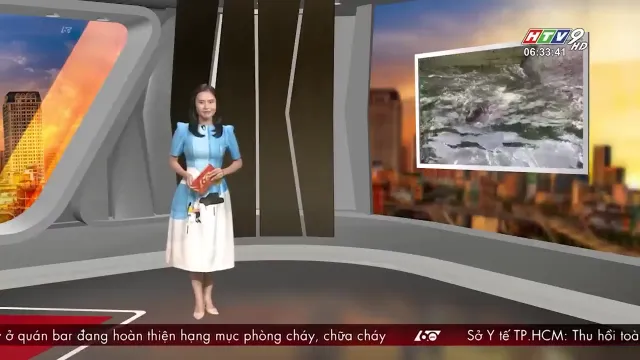 HTV9
HD
06:33:41
ở quán bar đang hoàn thiện hạng mục phòng cháy, chữa cháy
60
Sở Y tế TP.HCM: Thu hồi toà